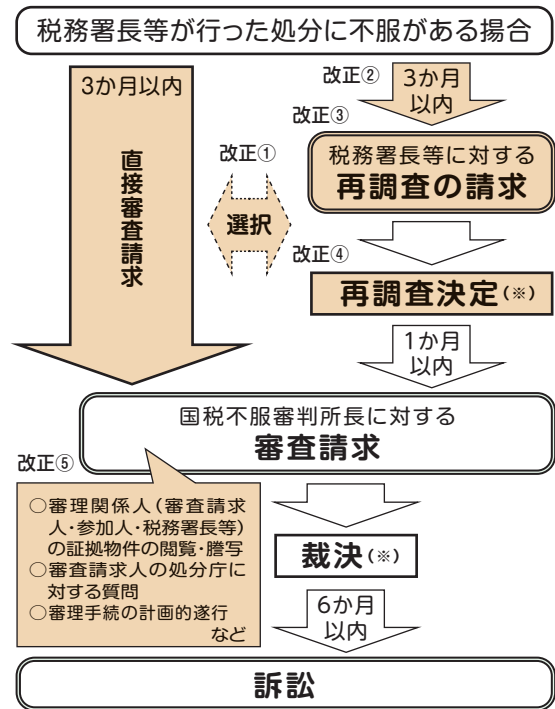 税務署長等が行った処分に不服がある場合
3か月以内
直接審査請求
改正①
選択
改正②
3か月
以内
改正③
税務署長等に対する
再調査の請求
改正④
再調査決定(※)
1か月
以内
国税不服審判所長に対する
審査請求
改正⑤
○審理関係人(審査請求
人・参加人・税務署長等)
の証拠物件の閲覧・謄写
○審査請求人の処分庁に
対する質問
○審理手続の計画的遂行
など
裁決(※)
6か月
以内
訴訟